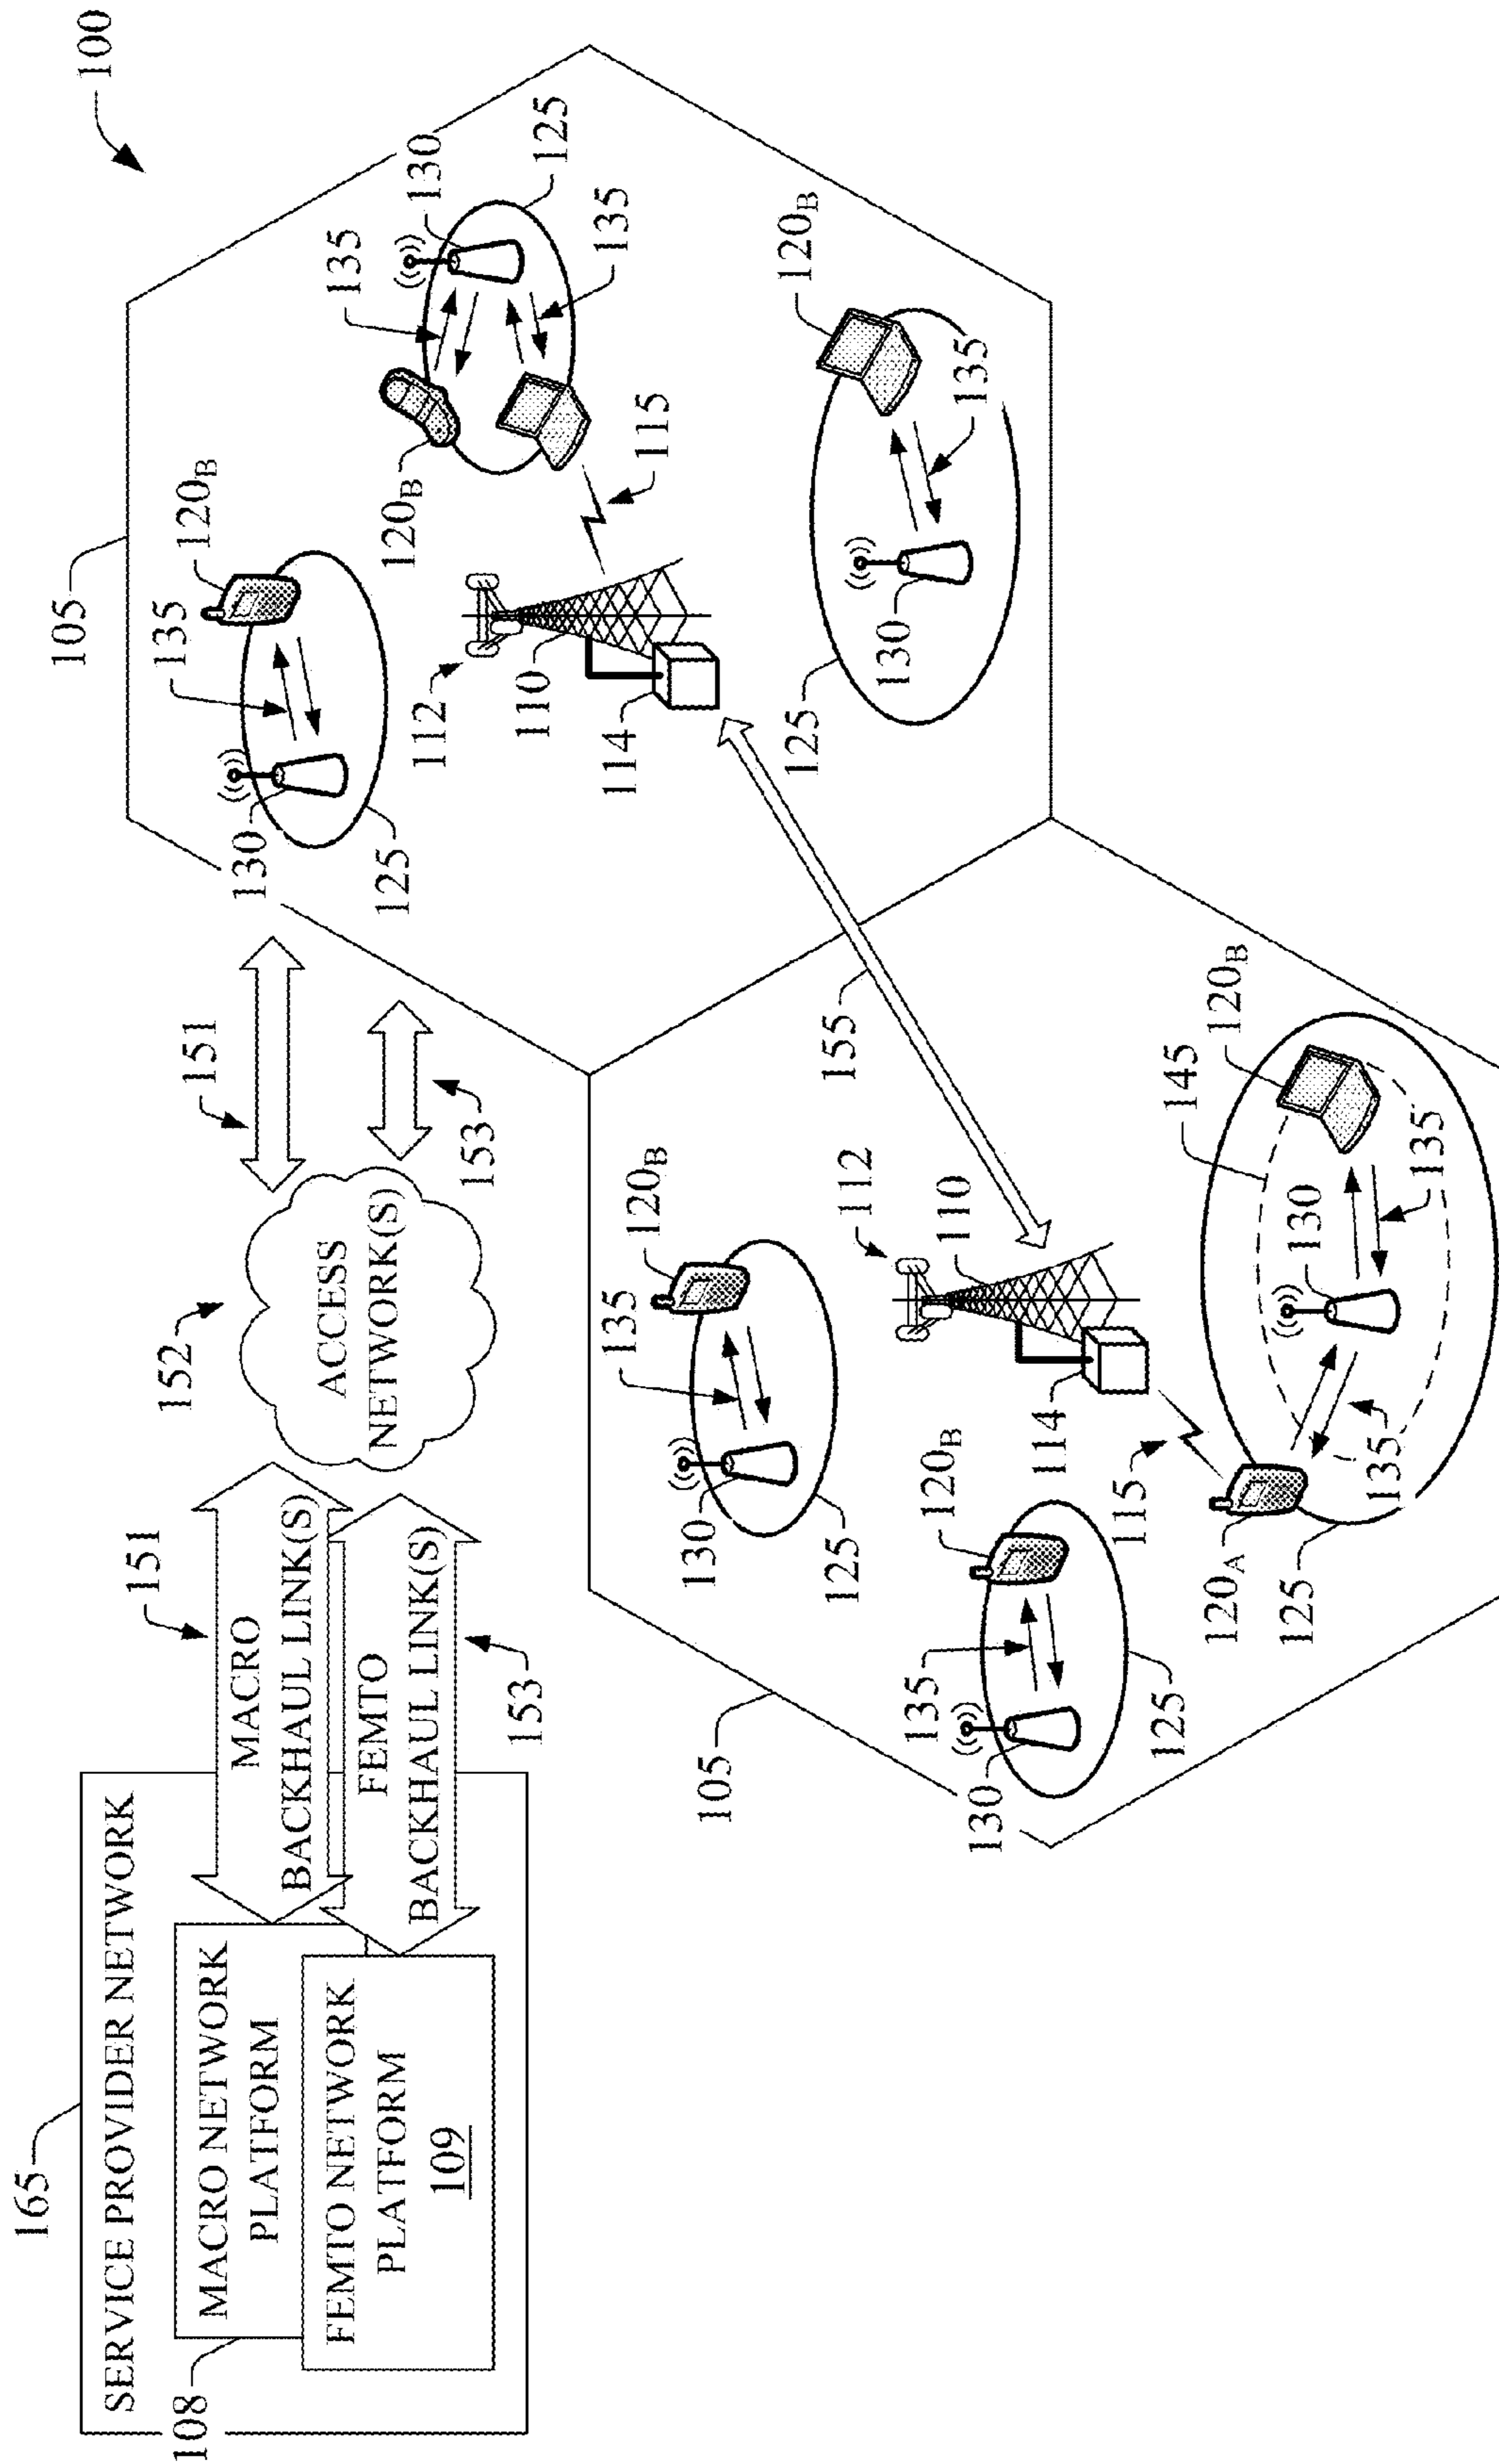 100
165
SERVICE PROVIDER NETWORK
108
MACRO NETWORK
PLATFORM
FEMTO NETWORK
PLATFORM
109
151
MACRO
BACKHAUL LINK(S)
FEMTO
BACKHAUL LINK(S)
153
152
ACCESS
NETWORK(S)
151
153
105
130
135
120B
125
112
110
114
120B
135
130
125
135
115
120B
125
130
135
155
105
130
135
120B
125
112
110
114
130
135
120B
125
115
120A
125
135
130
145
120B
135